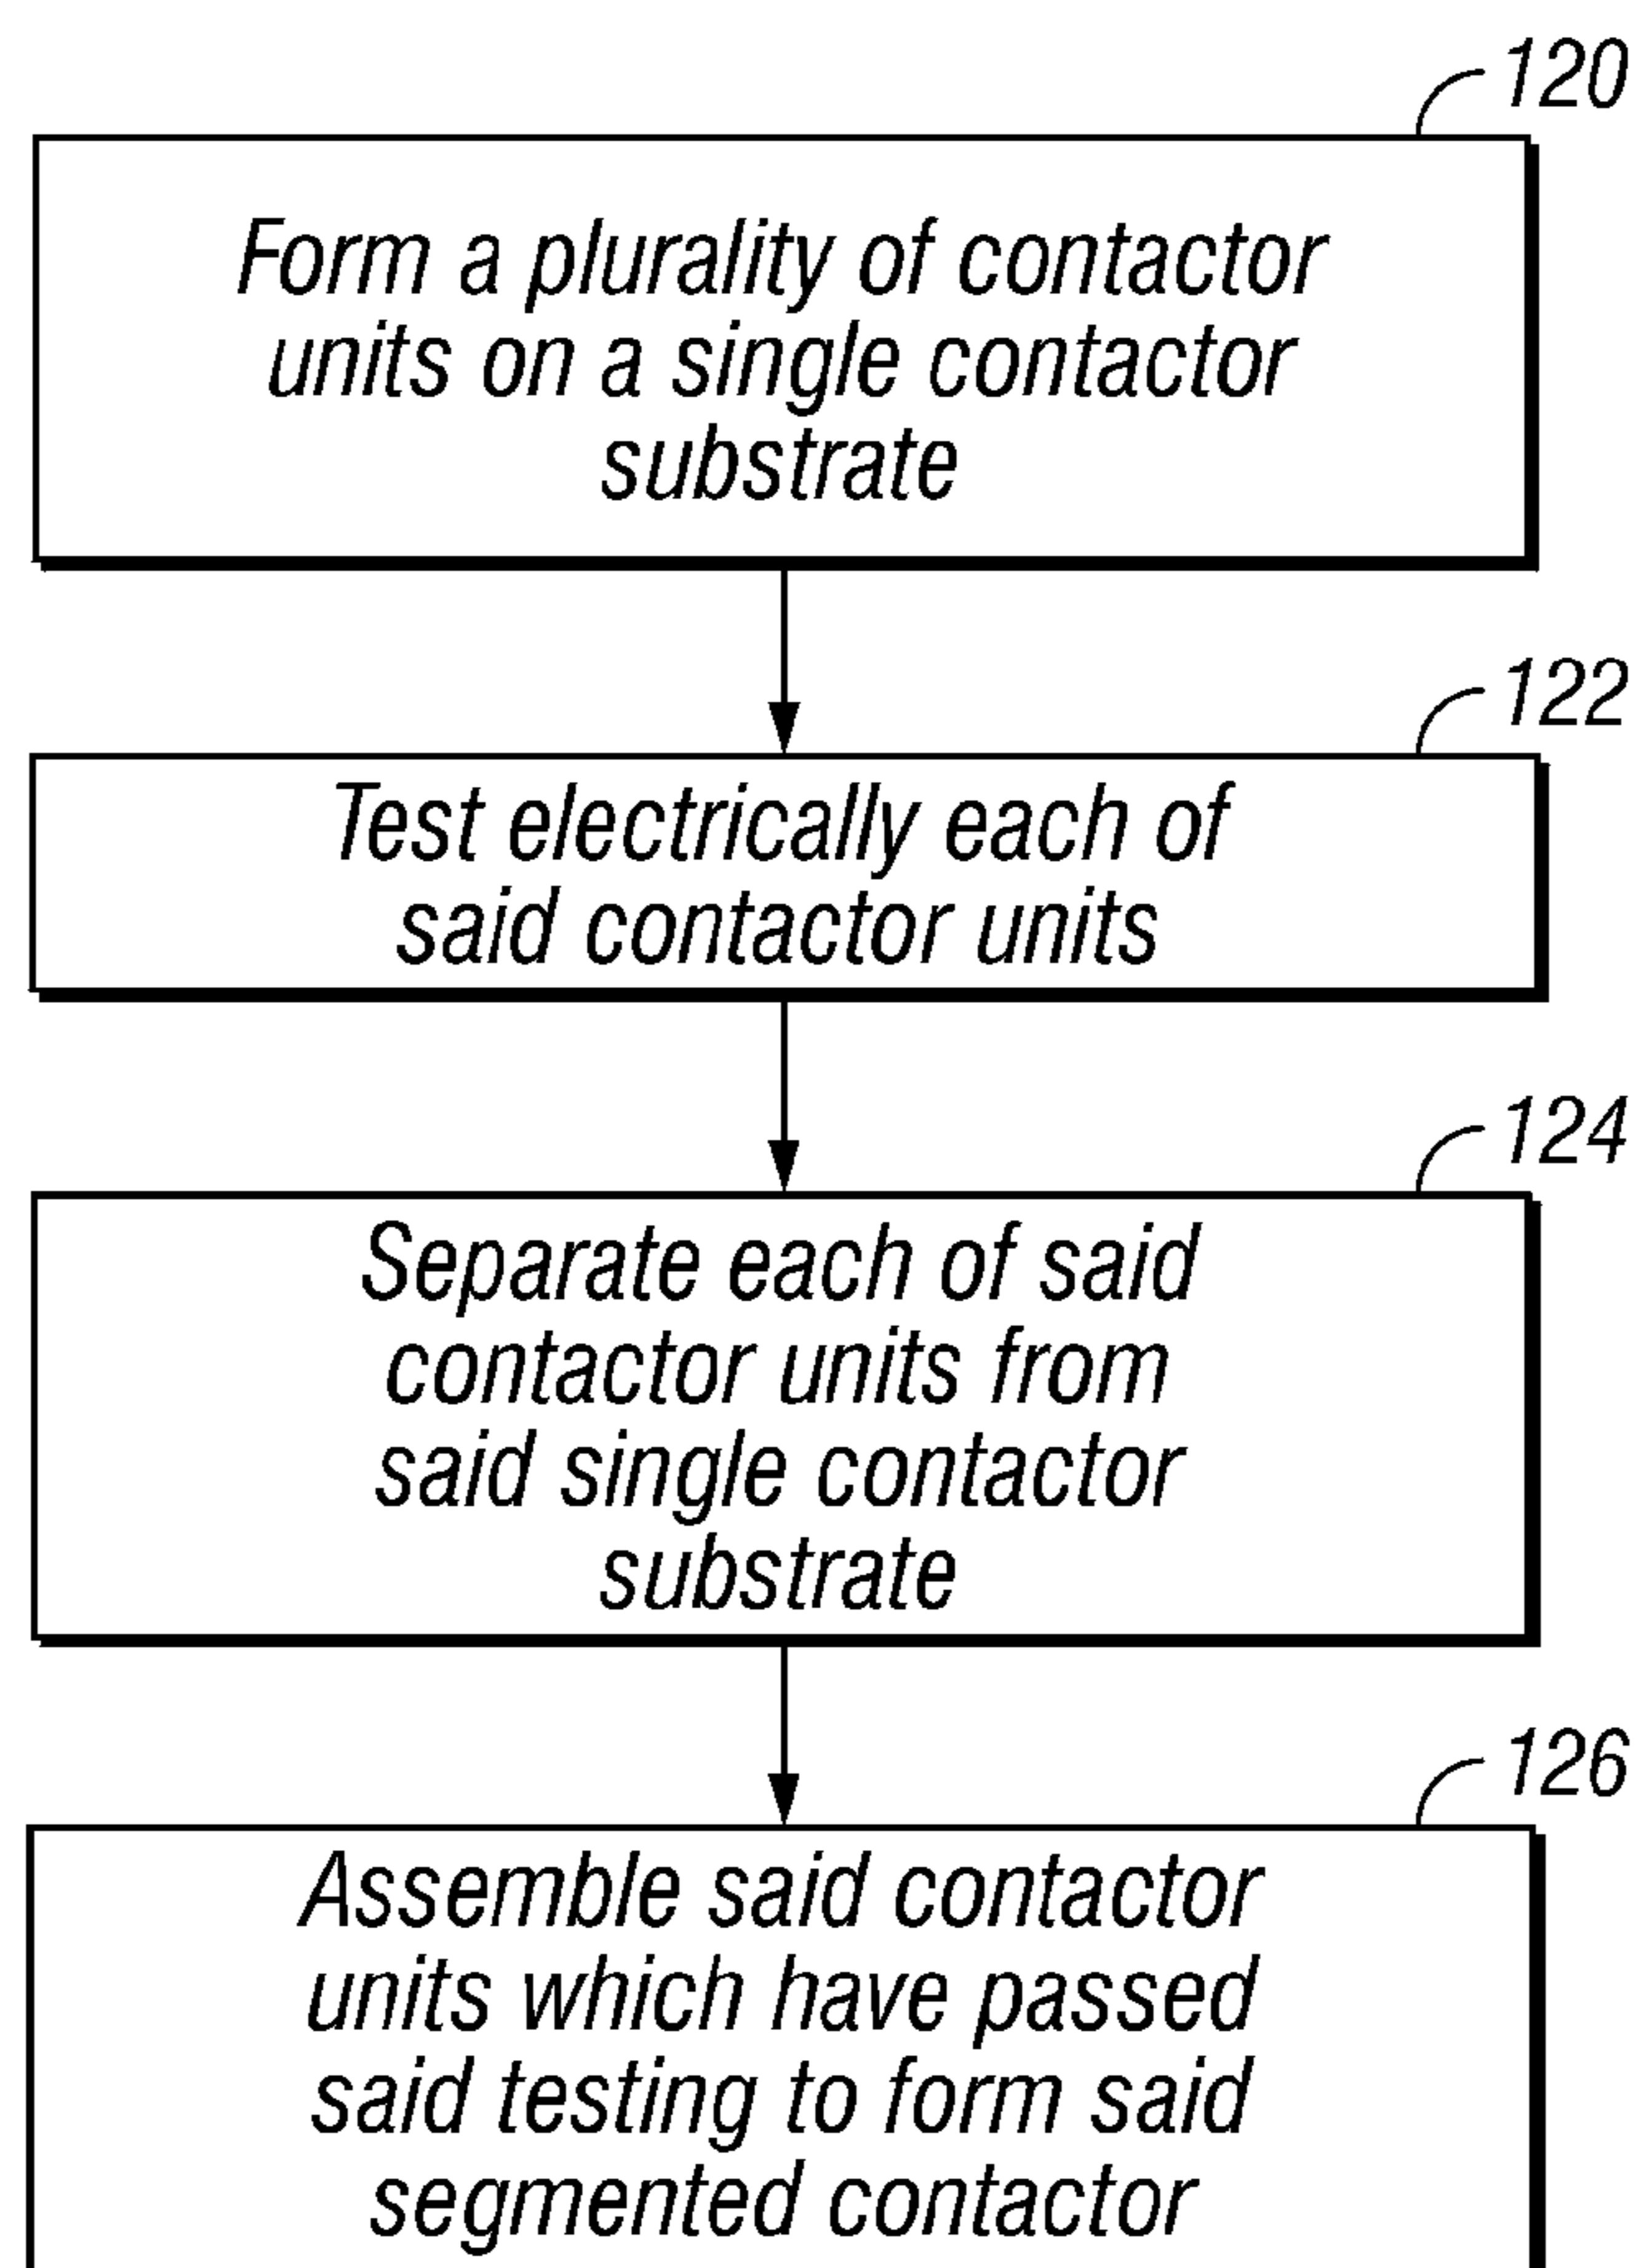 120
Form a plurality of contactor
units on a single contactor
substrate
122
Test electrically each of
said contactor units
124
Separate each of said
contactor units from
said single contactor
substrate
126
Assemble said contactor
units which have passed
said testing to form said
segmented contactor